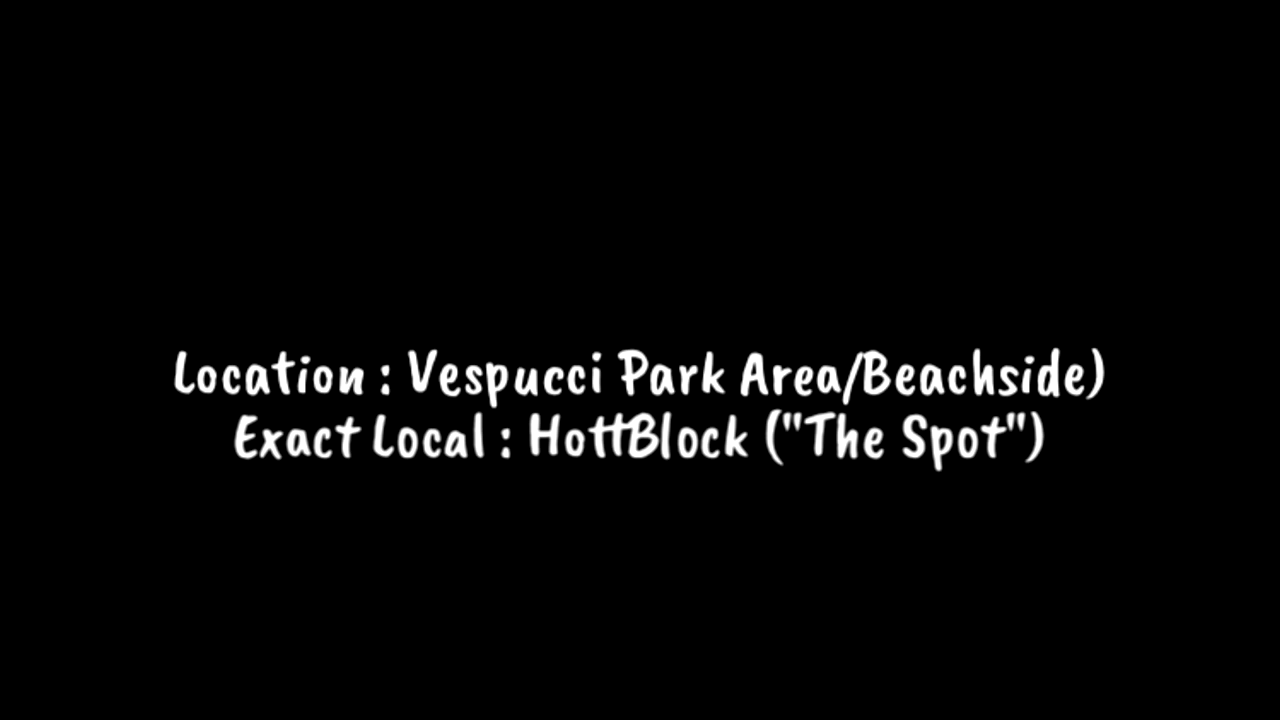 Location : Vespucci Park Area/Beachside)
Exact Local : HottBlock ("The Spot")